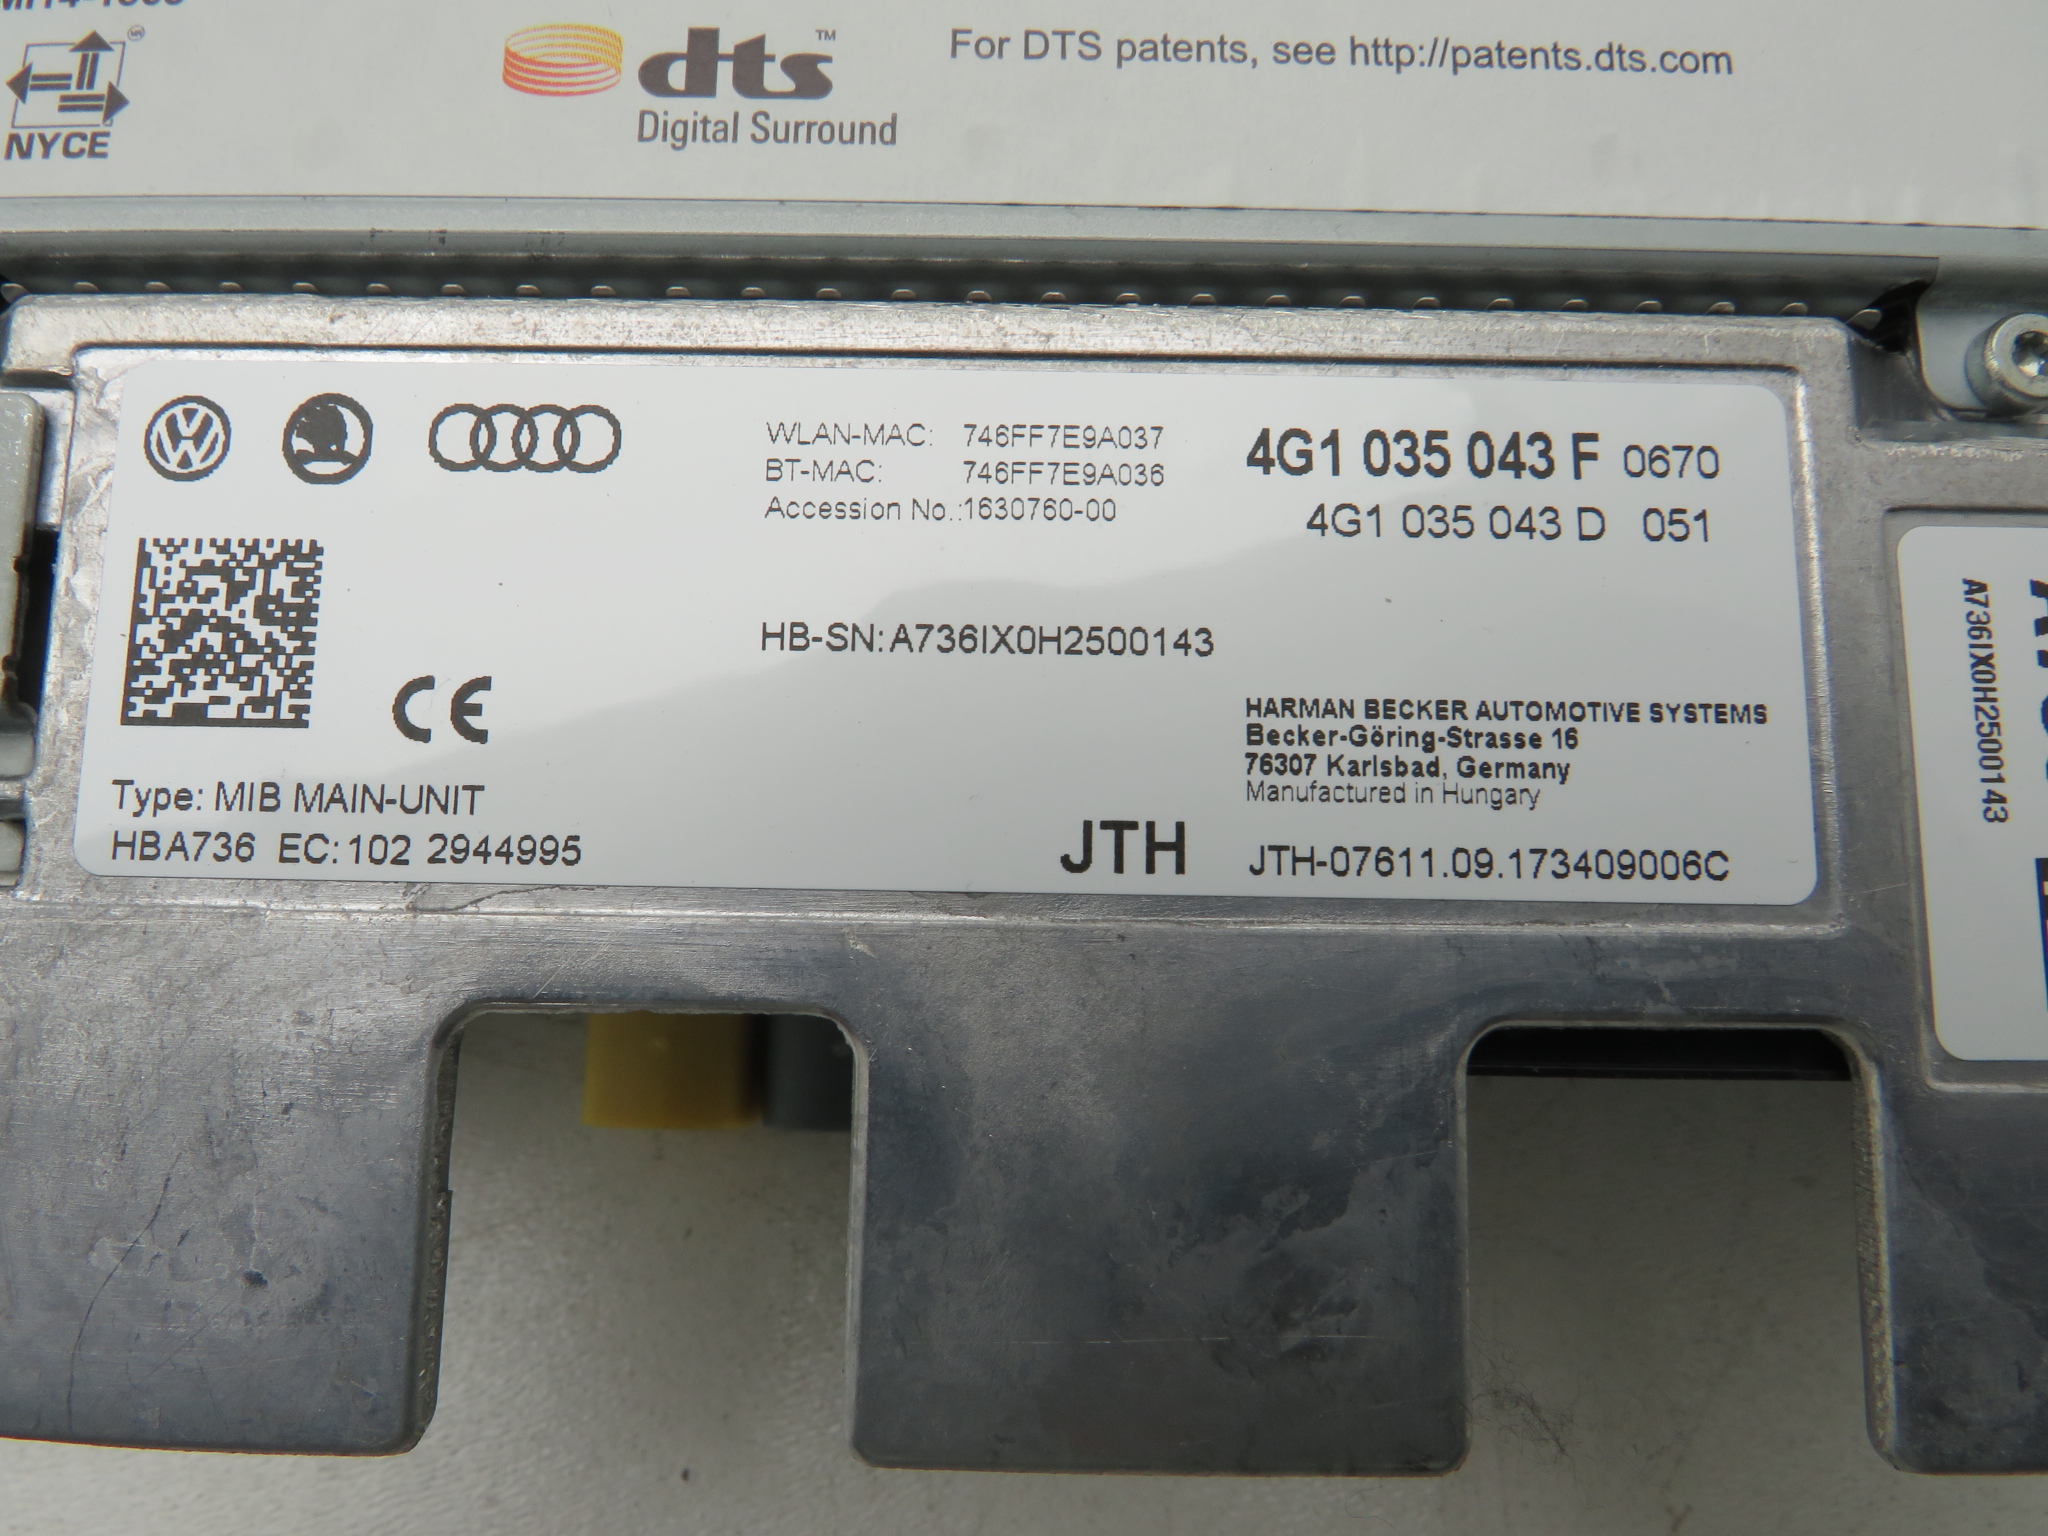 NYCE
dts™
Digital Surround
For DTS patents, see http://patents.dts.com
WLAN-MAC: 746FF7E9A037
BT-MAC: 746FF7E9A036
Accession No.:1630760-00
4G1 035 043 F 0670
4G1 035 043 D 051
HB-SN:A736IX0H2500143
CE
HARMAN BECKER AUTOMOTIVE SYSTEMS
Becker-Göring-Strasse 16
76307 Karlsbad, Germany
Manufactured in Hungary
Type: MIB MAIN-UNIT
HBA736 EC:102 2944995
JTH
JTH-07611.09.173409006C
A736IX0H2500143